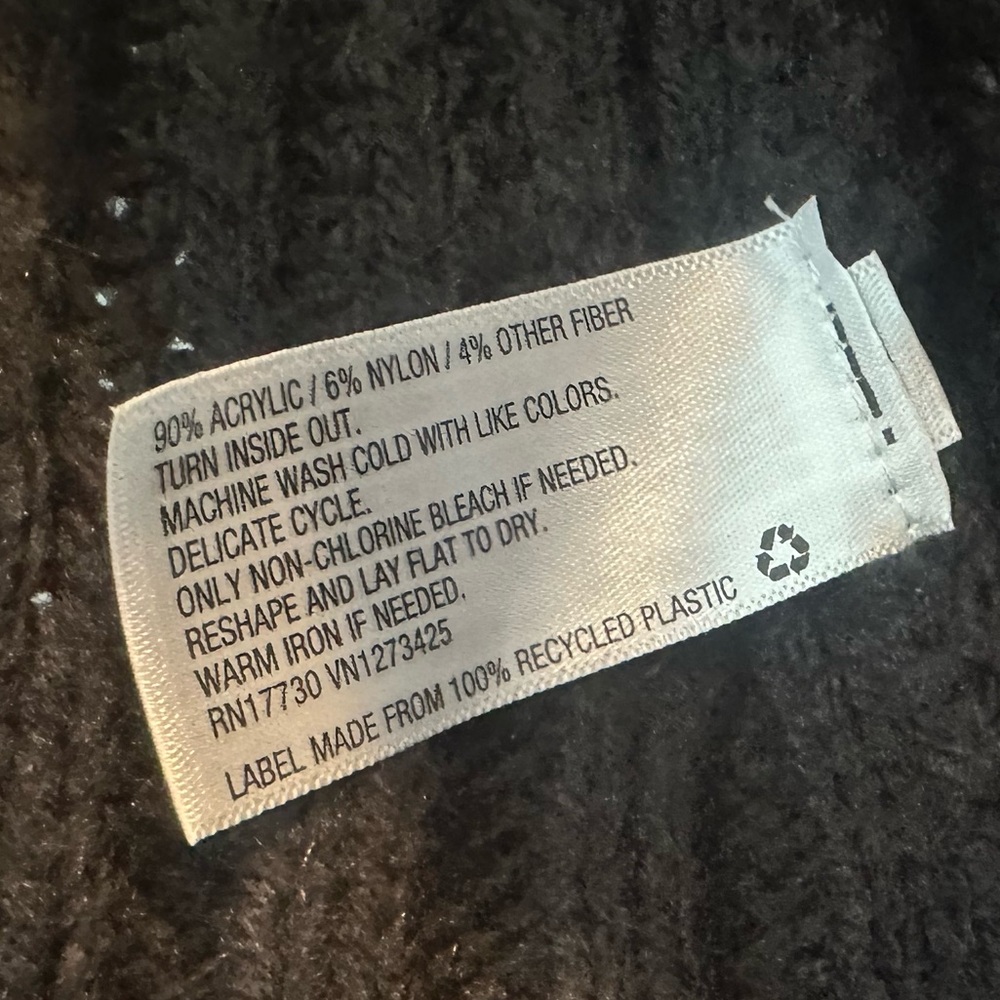 90% ACRYLIC / 6% NYLON / 4% OTHER FIBER
TURN INSIDE OUT.
MACHINE WASH COLD WITH LIKE COLORS.
DELICATE CYCLE.
ONLY NON-CHLORINE BLEACH IF NEEDED.
RESHAPE AND LAY FLAT TO DRY.
WARM IRON IF NEEDED.
RN17730 VN1273425
LABEL MADE FROM 100% RECYCLED PLASTIC